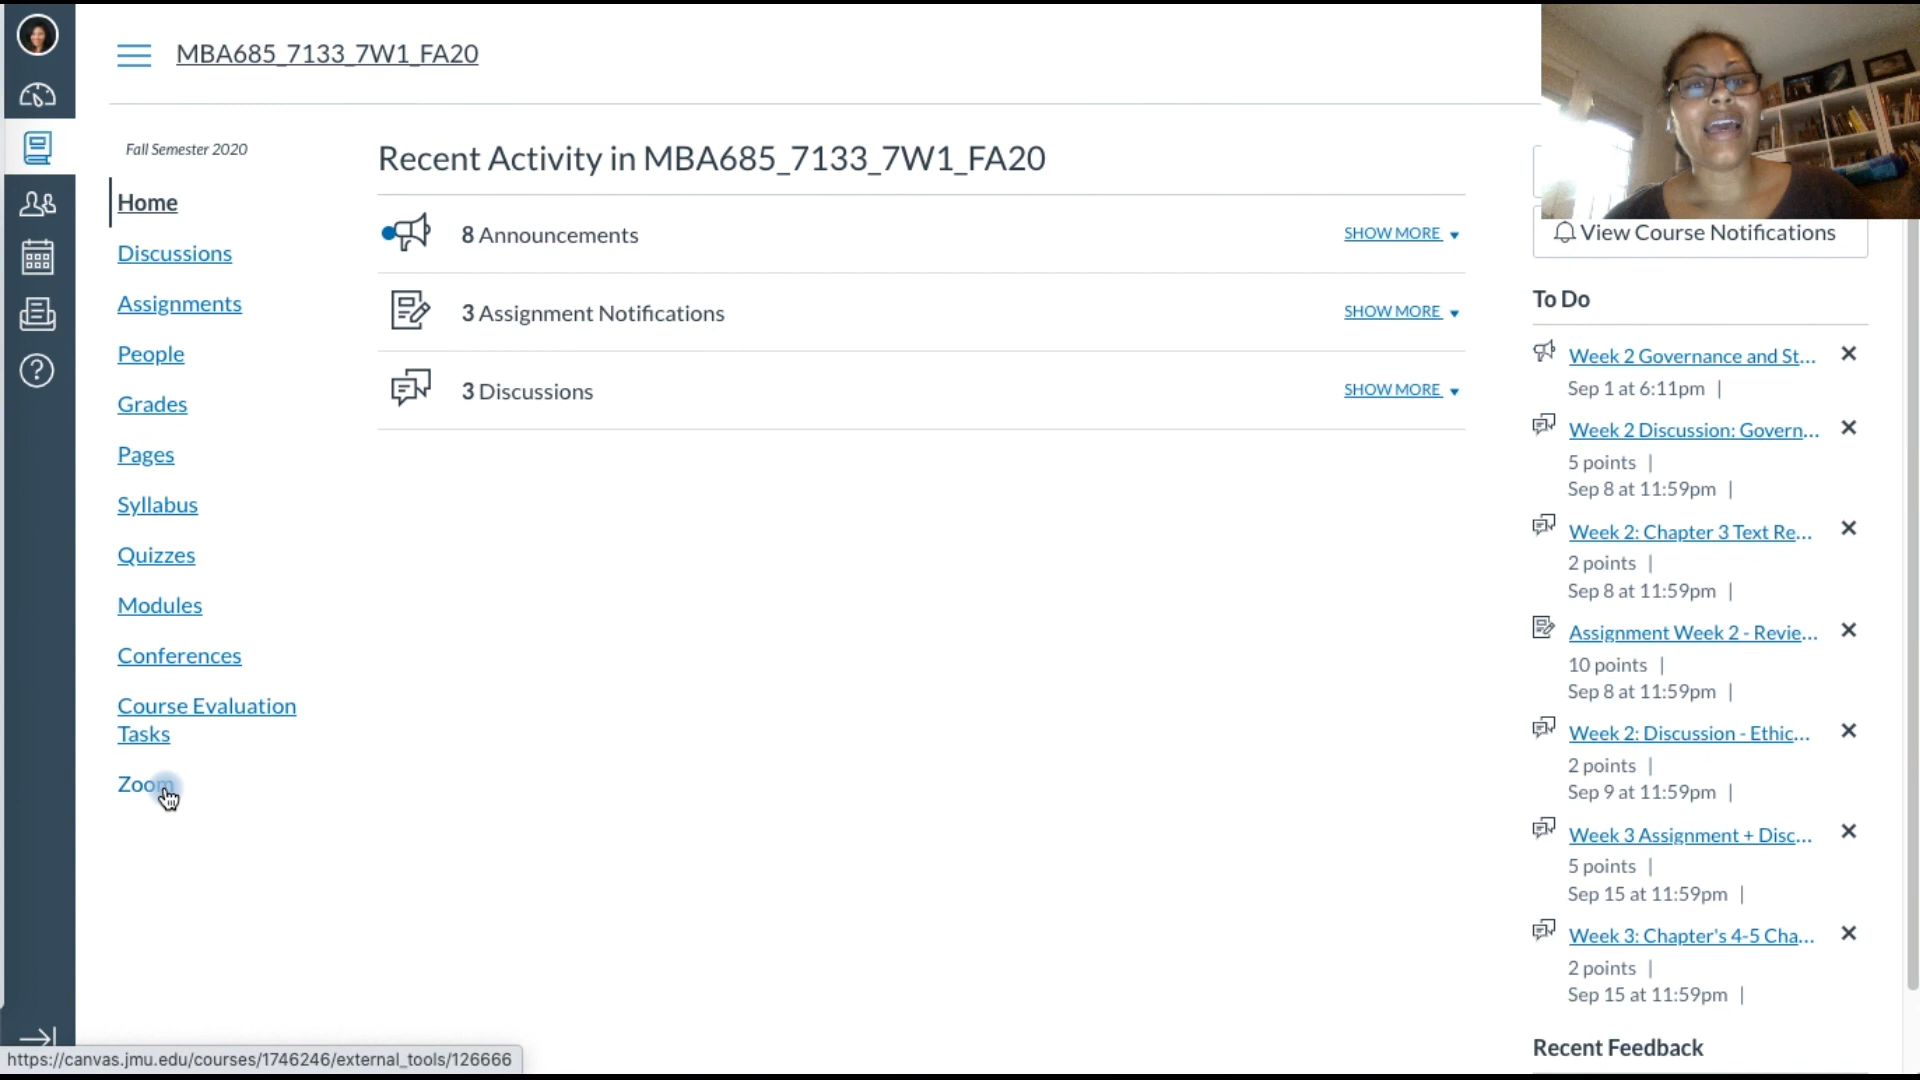 MBA685_7133_7W1_FA20
Fall Semester 2020
Home
Discussions
Assignments
People
Grades
Pages
Syllabus
Quizzes
Modules
Conferences
Course Evaluation
Tasks
Zoom
Recent Activity in MBA685_7133_7W1_FA20
8 Announcements
SHOW MORE
3 Assignment Notifications
SHOW MORE
3 Discussions
SHOW MORE
View Course Notifications
To Do
Week 2 Governance and St...
Sep 1 at 6:11pm |
Week 2 Discussion: Govern...
5 points |
Sep 8 at 11:59pm |
Week 2: Chapter 3 Text Re...
2 points |
Sep 8 at 11:59pm |
Assignment Week 2 - Revie...
10 points |
Sep 8 at 11:59pm |
Week 2: Discussion - Ethic...
2 points |
Sep 9 at 11:59pm |
Week 3 Assignment + Disc...
5 points |
Sep 15 at 11:59pm |
Week 3: Chapter's 4-5 Cha...
2 points |
Sep 15 at 11:59pm |
Recent Feedback
https://canvas.jmu.edu/courses/1746246/external_tools/126666